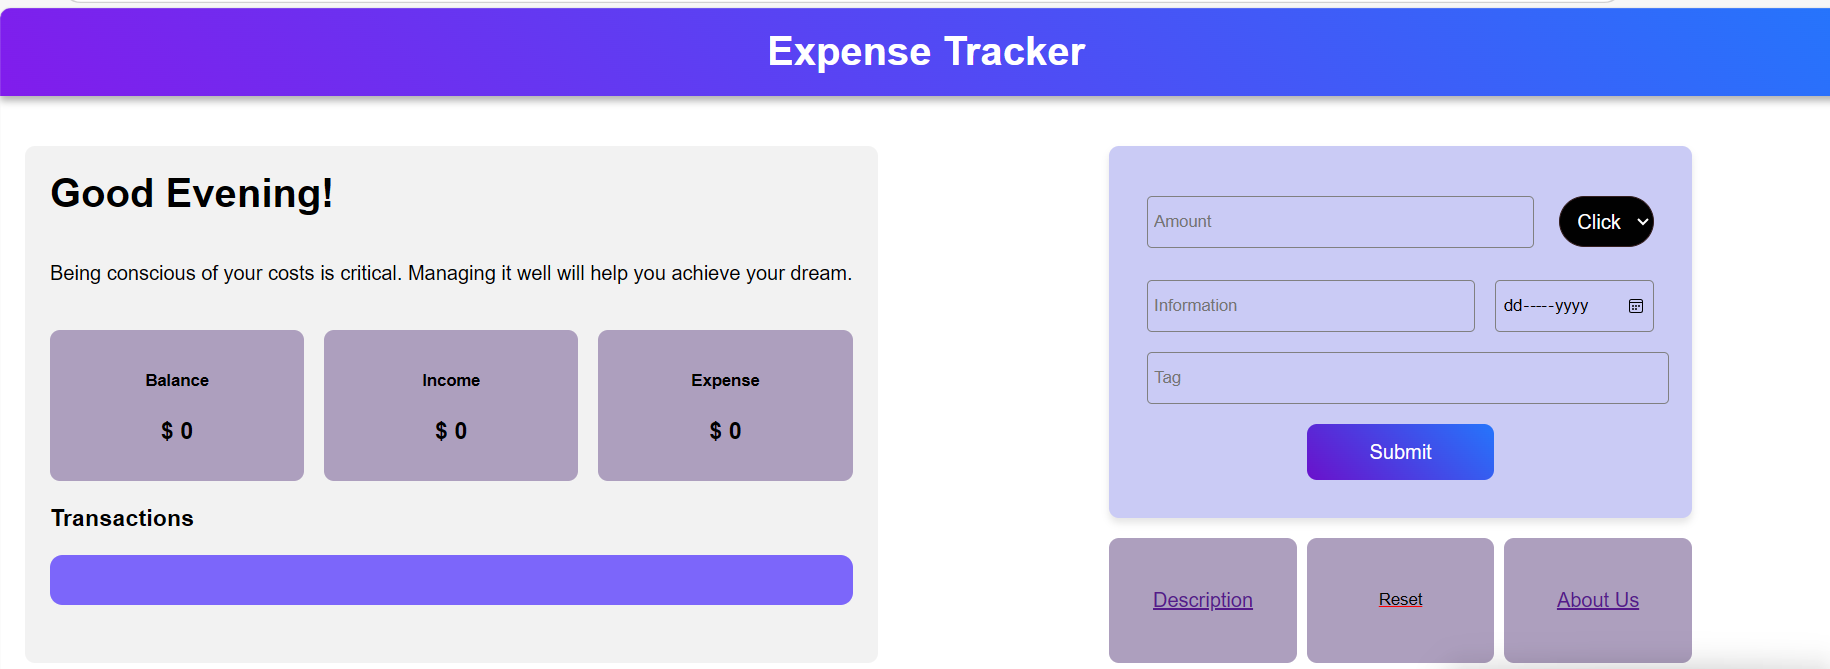 Expense Tracker
Good Evening!
Being conscious of your costs is critical. Managing it well will help you achieve your dream.
Balance
$ 0
Income
$ 0
Expense
$ 0
Transactions
Amount
Click
Information
dd-----yyyy
Tag
Submit
Description
Reset
About Us